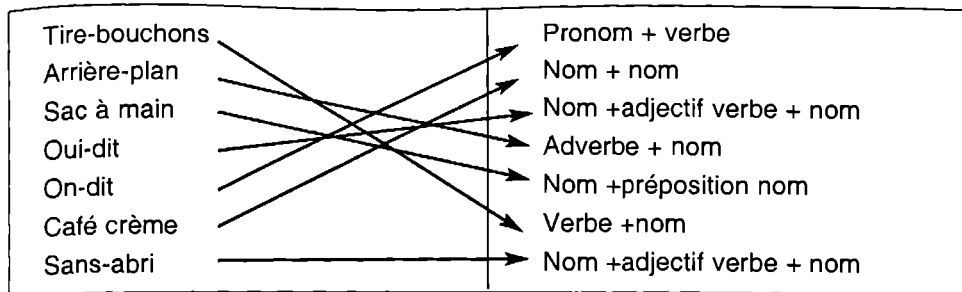 Tire-bouchons
Arrière-plan
Sac à main
Oui-dit
On-dit
Café crème
Sans-abri
Pronom + verbe
Nom + nom
Nom +adjectif verbe + nom
Adverbe + nom
Nom +préposition nom
Verbe +nom
Nom +adjectif verbe + nom